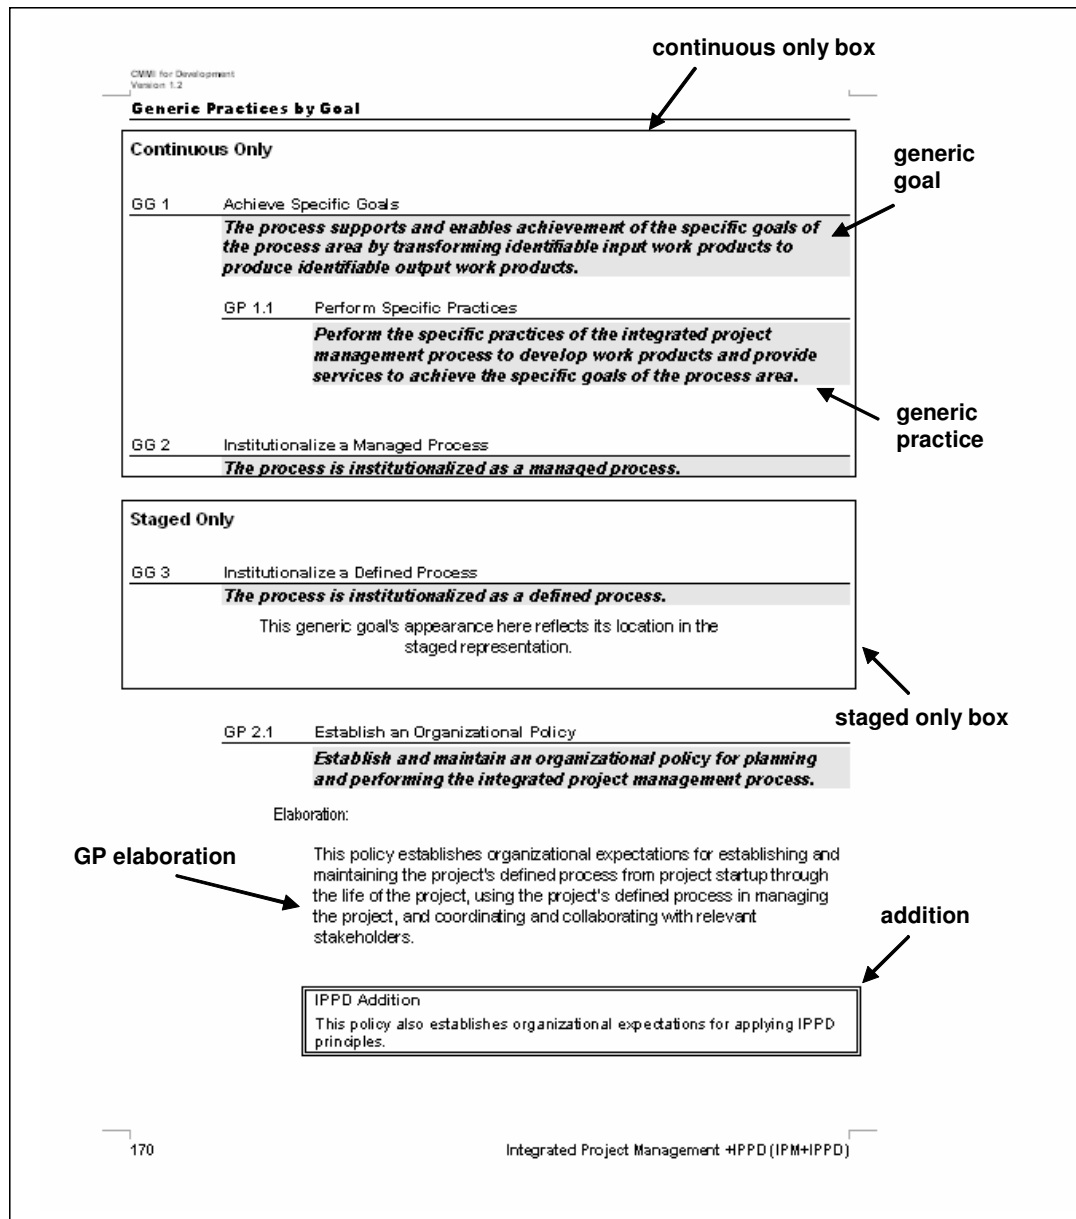 continuous only box
CMMI for Development
Version 1.2
Generic Practices by Goal
Continuous Only
generic
goal
GG 1 Achieve Specific Goals
The process supports and enables achievement of the specific goals of
the process area by transforming identifiable input work products to
produce identifiable output work products.
GP 1.1 Perform Specific Practices
Perform the specific practices of the integrated project
management process to develop work products and provide
services to achieve the specific goals of the process area.
generic
practice
GG 2 Institutionalize a Managed Process
The process is institutionalized as a managed process.
Staged Only
GG 3 Institutionalize a Defined Process
The process is institutionalized as a defined process.
This generic goal's appearance here reflects its location in the
staged representation.
staged only box
GP 2.1 Establish an Organizational Policy
Establish and maintain an organizational policy for planning
and performing the integrated project management process.
Elaboration:
GP elaboration
This policy establishes organizational expectations for establishing and
maintaining the project's defined process from project startup through
the life of the project, using the project's defined process in managing
the project, and coordinating and collaborating with relevant
stakeholders.
addition
IPPD Addition
This policy also establishes organizational expectations for applying IPPD
principles.
170 Integrated Project Management +IPPD (IPM+IPPD)